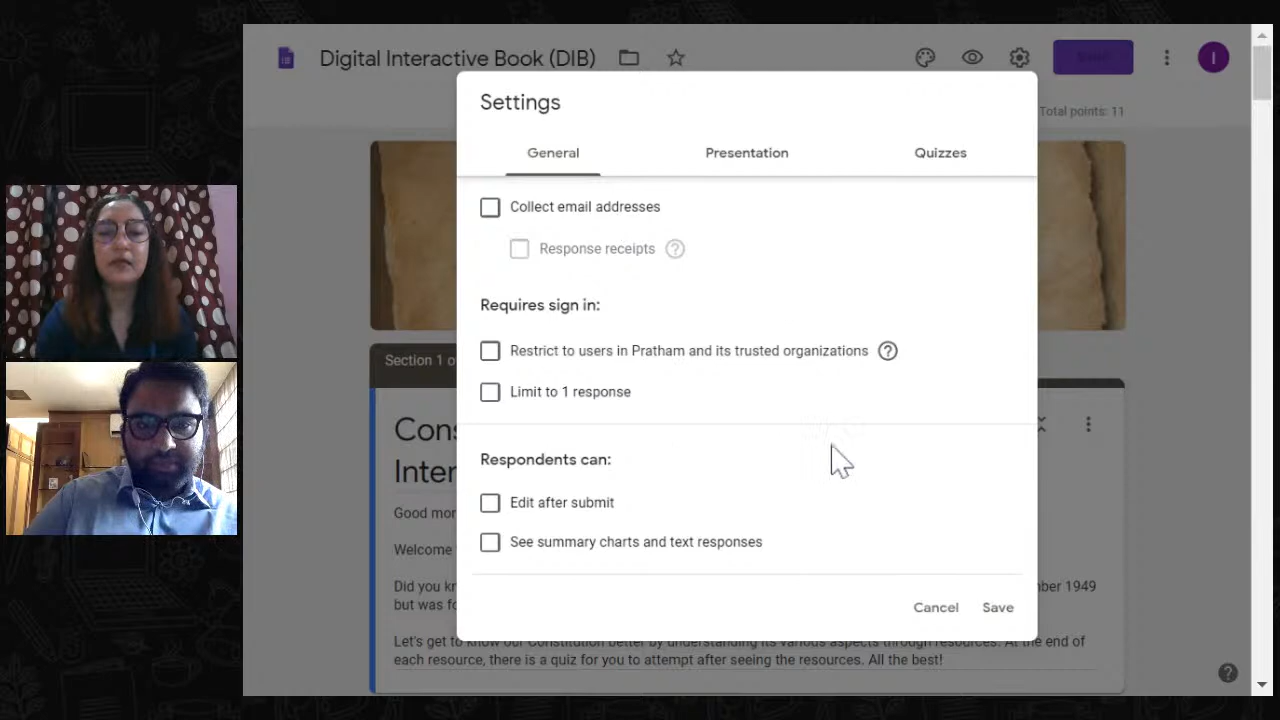 Digital Interactive Book (DIB)
I
Total points: 11
Settings
General
Presentation
Quizzes
Collect email addresses
Response receipts
Requires sign in:
Restrict to users in Pratham and its trusted organizations
Limit to 1 response
Section 1
Cons
Inter
Respondents can:
Edit after submit
See summary charts and text responses
Good mor
Welcome
Did you kn
ber 1949
but was fo
Cancel
Save
Let's get to know our Constitution better by understanding its various aspects through resources. At the end of
each resource, there is a quiz for you to attempt after seeing the resources. All the best!